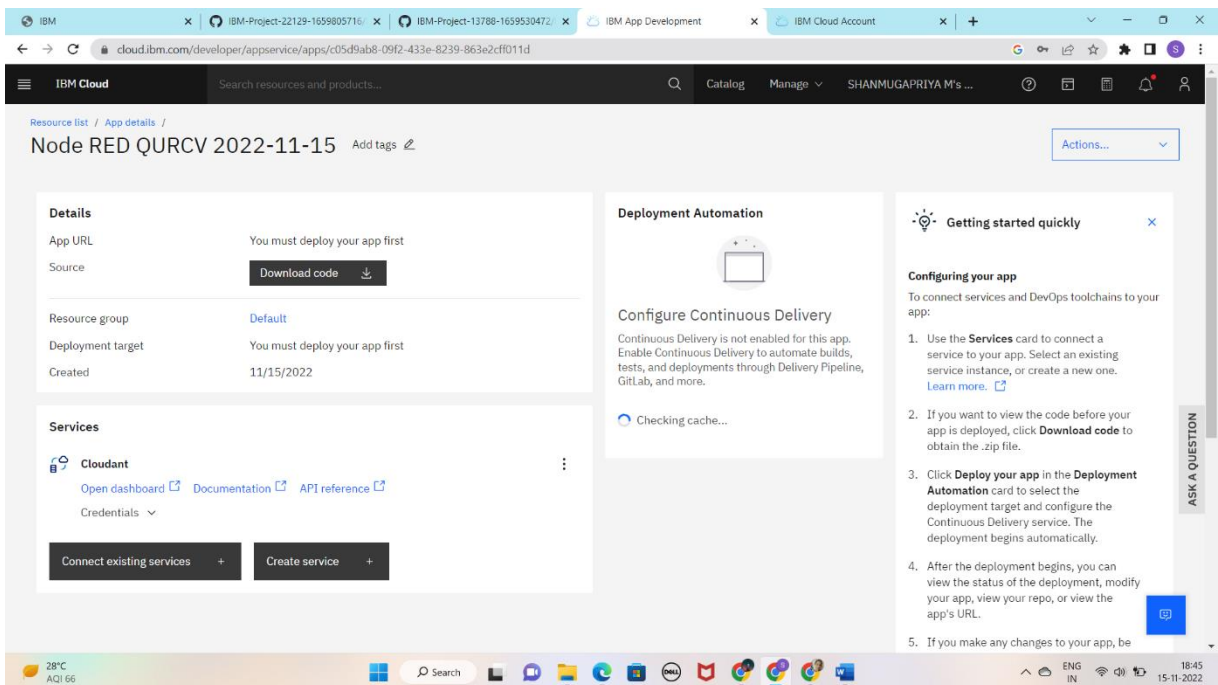 IBM
IBM-Project-22129-1659805716/
IBM-Project-13788-1659530472/
IBM App Development
IBM Cloud Account
cloud.ibm.com/developer/appservice/apps/c05d9ab8-09f2-433e-8239-863e2cff011d
IBM Cloud
Search resources and products...
Catalog
Manage
SHANMUGAPRIYA M's ...
Resource list / App details /
Node RED QURCV 2022-11-15
Add tags
Actions...
Details
App URL
You must deploy your app first
Source
Download code
Resource group
Default
Deployment target
You must deploy your app first
Created
11/15/2022
Services
Cloudant
Open dashboard
Documentation
API reference
Credentials
Connect existing services +
Create service +
Deployment Automation
Configure Continuous Delivery
Continuous Delivery is not enabled for this app.
Enable Continuous Delivery to automate builds,
tests, and deployments through Delivery Pipeline,
GitLab, and more.
Checking cache...
Getting started quickly
Configuring your app
To connect services and DevOps toolchains to your
app:
1. Use the Services card to connect a
service to your app. Select an existing
service instance, or create a new one.
Learn more.
2. If you want to view the code before your
app is deployed, click Download code to
obtain the .zip file.
3. Click Deploy your app in the Deployment
Automation card to select the
deployment target and configure the
Continuous Delivery service. The
deployment begins automatically.
4. After the deployment begins, you can
view the status of the deployment, modify
your app, view your repo, or view the
app's URL.
5. If you make any changes to your app, be
ASK A QUESTION
28°C
AQI 66
Search
DELL
ENG
IN
18:45
15-11-2022